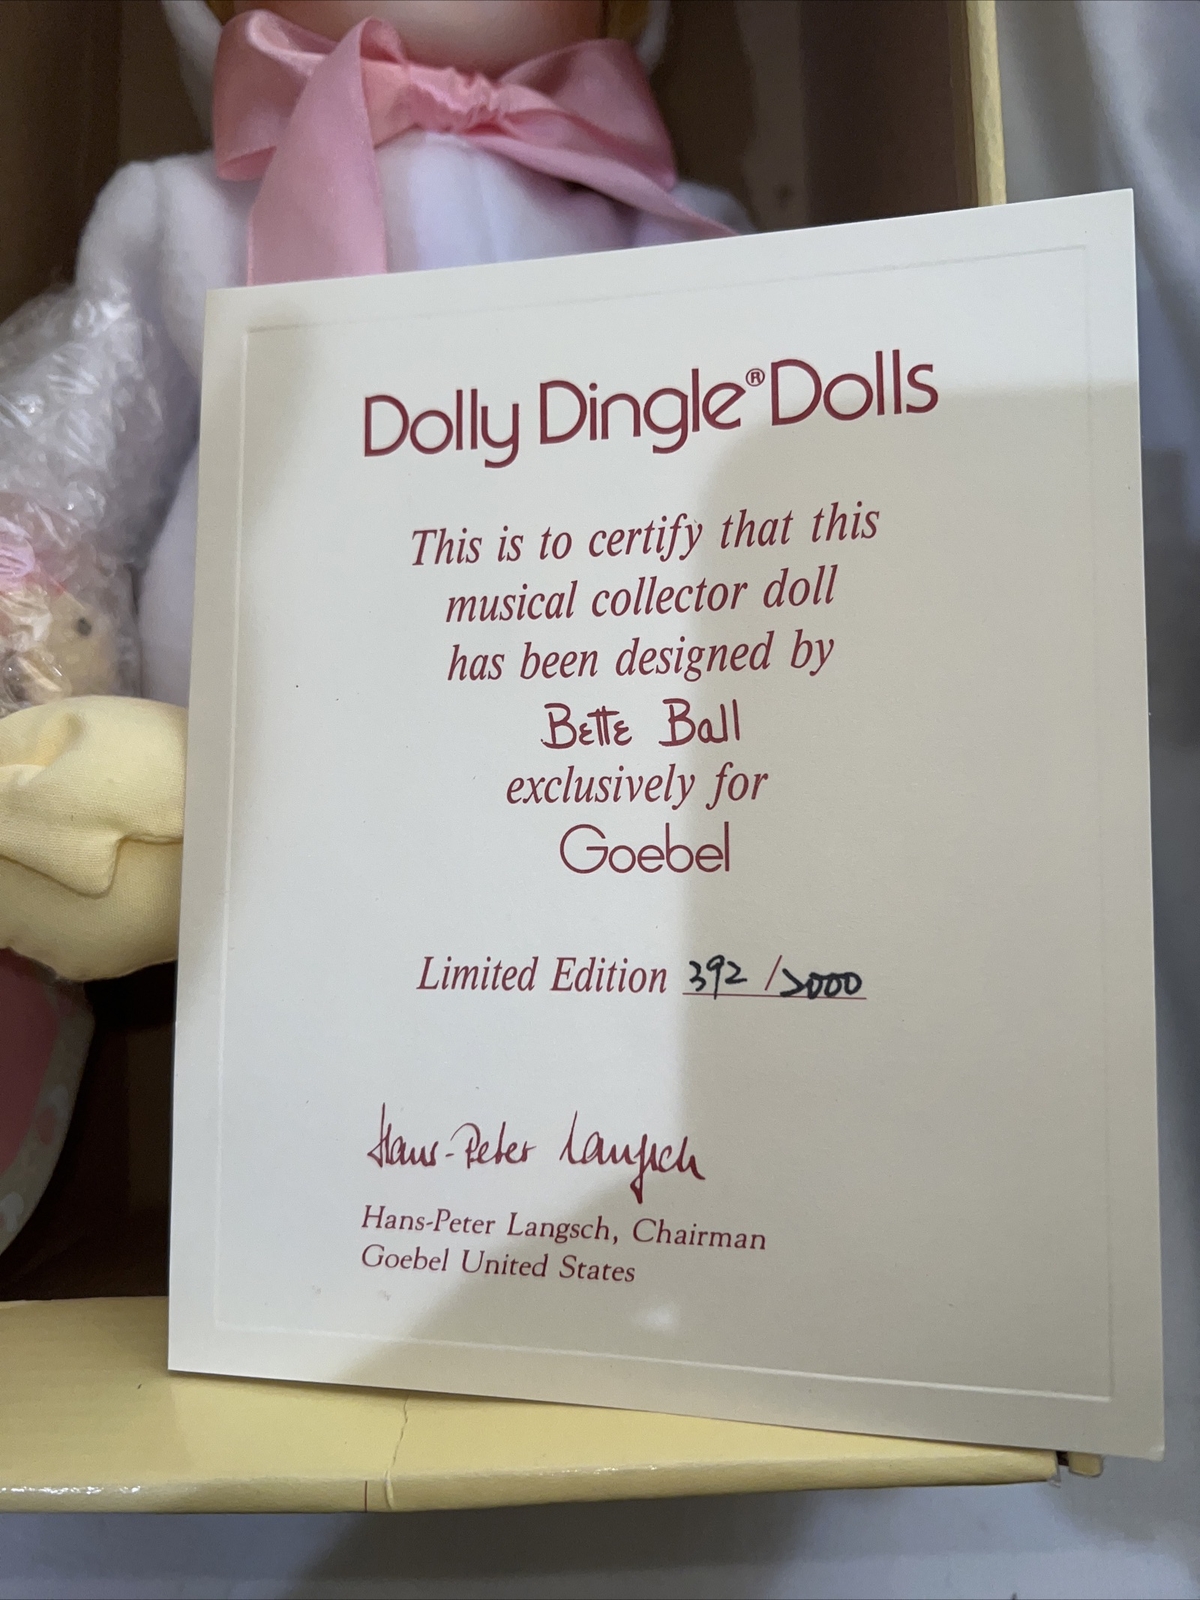 Dolly Dingle® Dolls
This is to certify that this
musical collector doll
has been designed by
Bette Ball
exclusively for
Goebel
Limited Edition 392 /2000
Hans-Peter Langsch
Hans-Peter Langsch, Chairman
Goebel United States